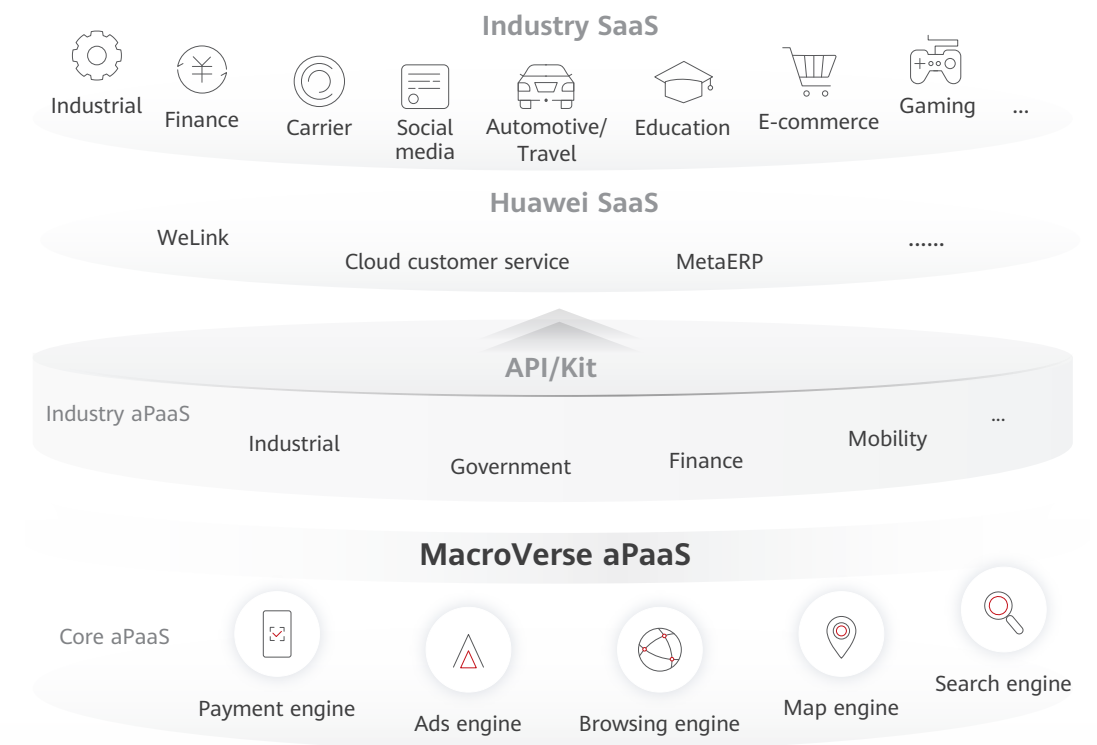 Industry SaaS
Industrial
Finance
Carrier
Social
media
Automotive/
Travel
Education
E-commerce
Gaming
...
Huawei SaaS
WeLink
Cloud customer service
MetaERP
......
API/Kit
Industry aPaaS
Industrial
Government
Finance
Mobility
...
MacroVerse aPaaS
Core aPaaS
Payment engine
Ads engine
Browsing engine
Map engine
Search engine